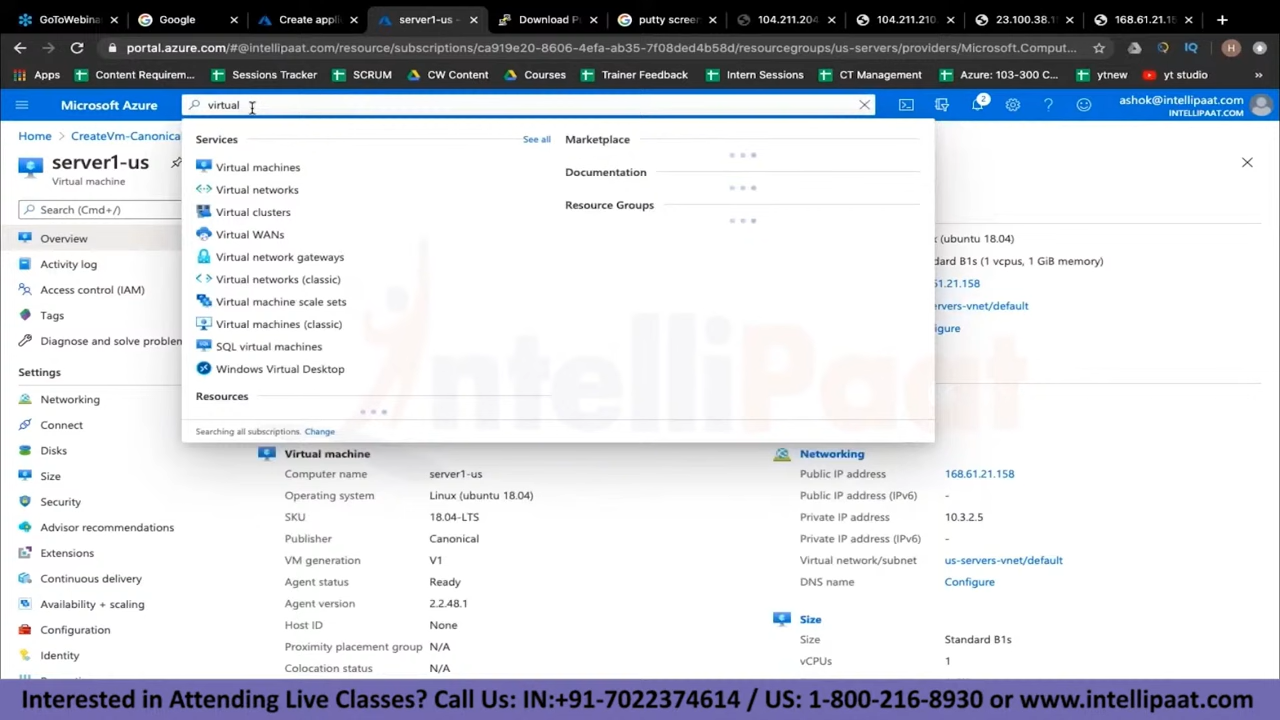 GoToWebin
Google
Create appli
server1-us -
Download P
putty screen
104.211.204
104.211.210.
23.100.38.1
168.61.21.15
portal.azure.com/#@intellipaat.com/resource/subscriptions/ca919e20-8606-4efa-ab35-7f08ded4b58d/resourcegroups/us-servers/providers/Microsoft.Comput...
H
Apps
Content Requirem...
Sessions Tracker
SCRUM
CW Content
Courses
Trainer Feedback
Intern Sessions
CT Management
Azure: 103-300 C...
ytnew
yt studio
»
Microsoft Azure
virtual
2
ashok@intellipaat.com
INTELLIPAAT.COM
Home > CreateVm-Canonica
server1-us
Virtual machine
Search (Cmd+/)
Overview
Activity log
Access control (IAM)
Tags
Diagnose and solve problen
Settings
Networking
Connect
Disks
Size
Security
Advisor recommendations
Extensions
Continuous delivery
Availability + scaling
Configuration
Identity
Services
See all
Virtual machines
Virtual networks
Virtual clusters
Virtual WANs
Virtual network gateways
Virtual networks (classic)
Virtual machine scale sets
Virtual machines (classic)
SQL virtual machines
Windows Virtual Desktop
Resources
Searching all subscriptions. Change
Marketplace
Documentation
Resource Groups
(ubuntu 18.04)
dard B1s (1 vcpus, 1 GiB memory)
61.21.158
ervers-vnet/default
igure
IntelliPaat
Virtual machine
Computer name server1-us
Operating system Linux (ubuntu 18.04)
SKU 18.04-LTS
Publisher Canonical
VM generation V1
Agent status Ready
Agent version 2.2.48.1
Host ID None
Proximity placement group N/A
Colocation status N/A
Networking
Public IP address 168.61.21.158
Public IP address (IPv6) -
Private IP address 10.3.2.5
Private IP address (IPv6) -
Virtual network/subnet us-servers-vnet/default
DNS name Configure
Size
Size Standard B1s
vCPUs 1
Interested in Attending Live Classes? Call Us: IN:+91-7022374614 / US: 1-800-216-8930 or www.intellipaat.com